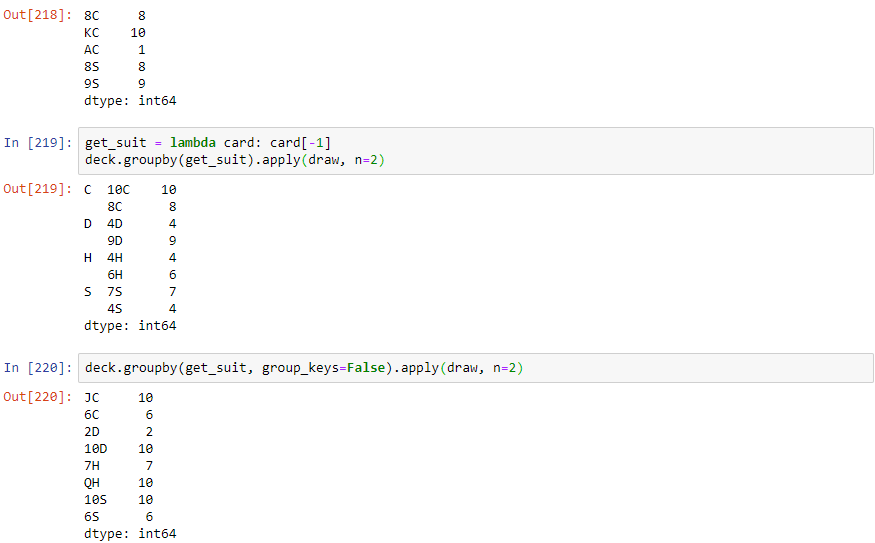 Out[218]: 8C     8
KC    10
AC     1
8S     8
9S     9
dtype: int64
In [219]: get_suit = lambda card: card[-1]
deck.groupby(get_suit).apply(draw, n=2)
Out[219]: C  10C    10
   8C      8
D  4D      4
   9D      9
H  4H      4
   6H      6
S  7S      7
   4S      4
dtype: int64
In [220]: deck.groupby(get_suit, group_keys=False).apply(draw, n=2)
Out[220]: JC     10
6C      6
2D      2
10D    10
7H      7
QH     10
10S    10
6S      6
dtype: int64